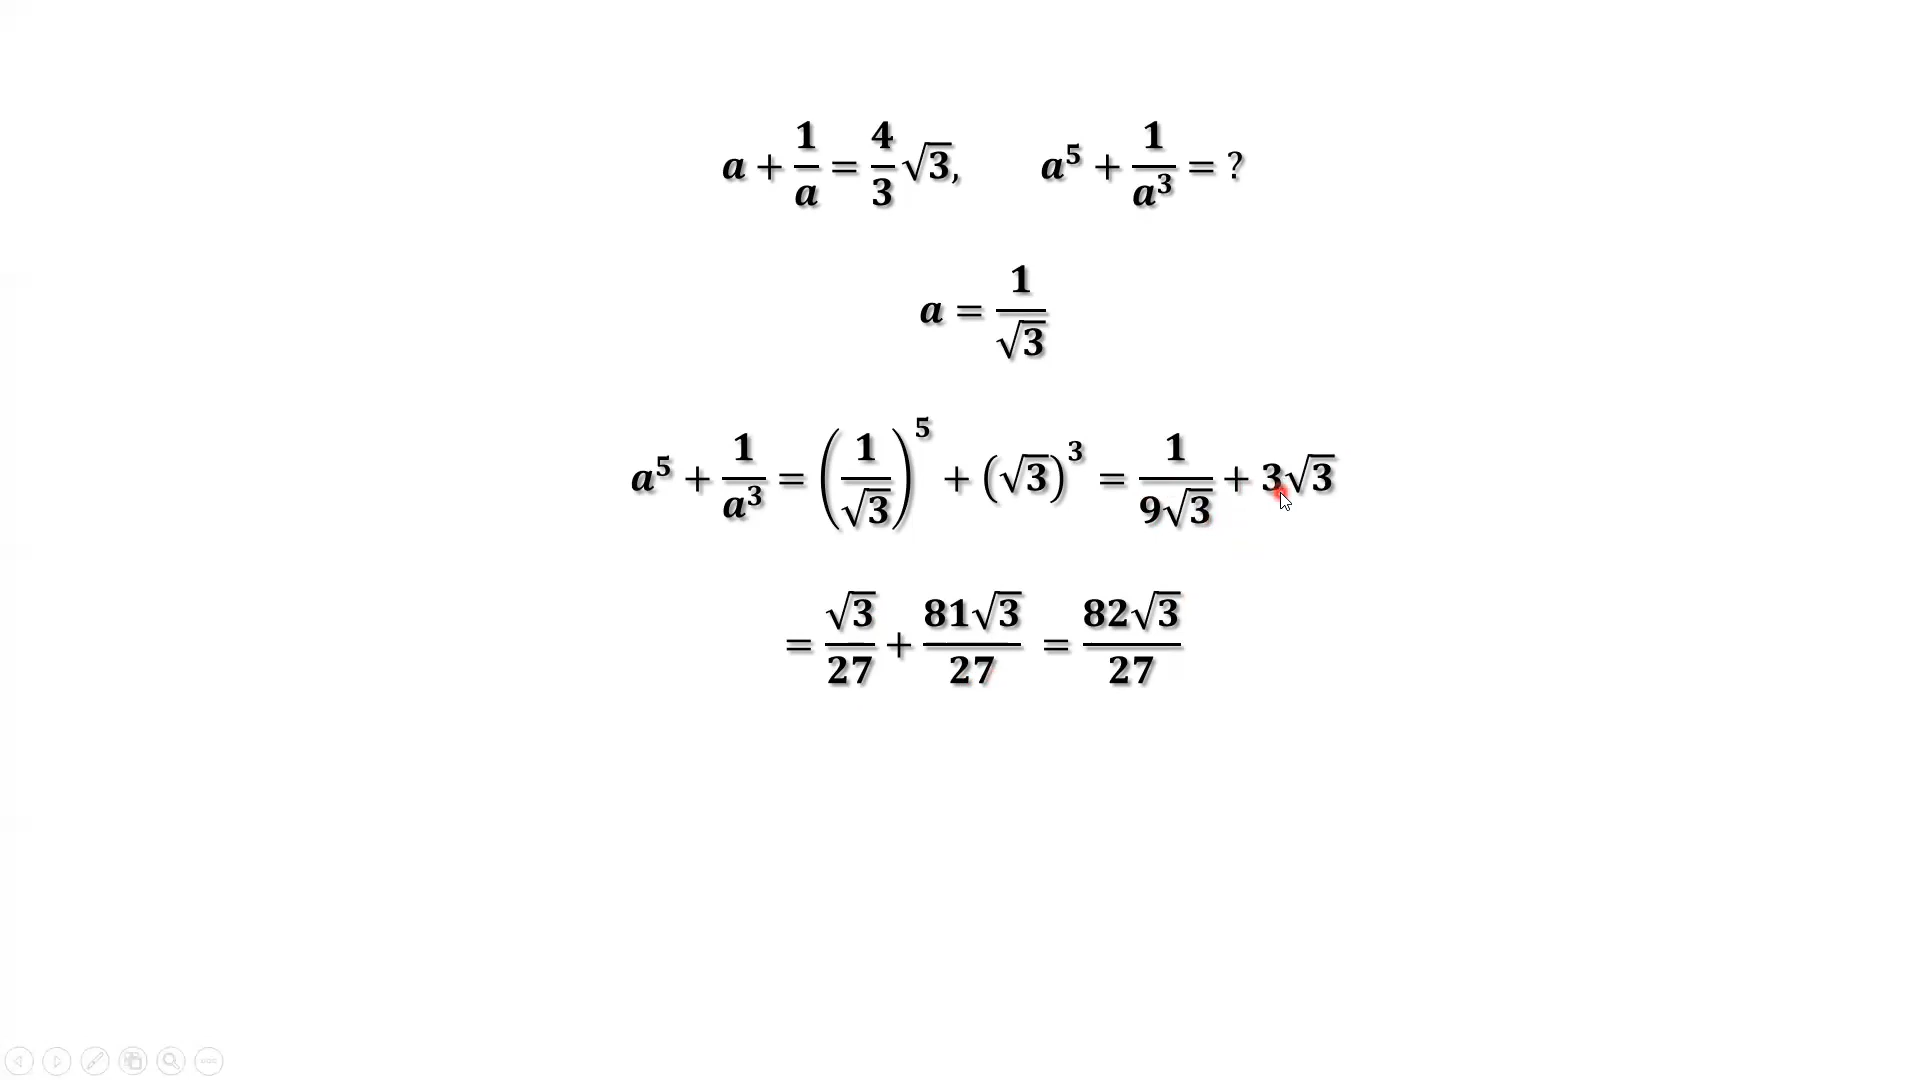 a + 1/a = 4/3 √3,  a⁵ + 1/a³ = ?
a = 1/√3
a⁵ + 1/a³ = (1/√3)⁵ + (√3)³ = 1/(9√3) + 3√3
= √3/27 + 81√3/27 = 82√3/27